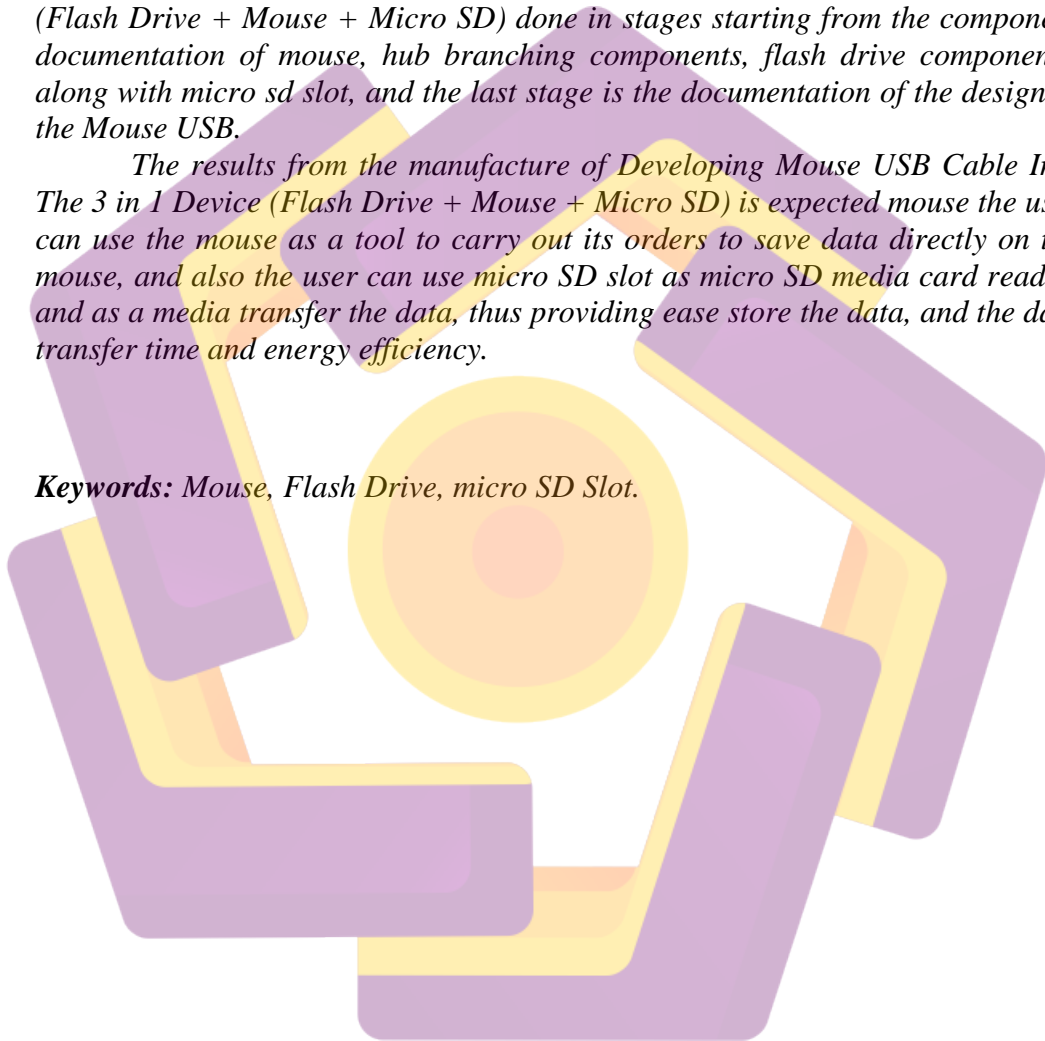 (Flash Drive + Mouse + Micro SD) done in stages starting from the compone
documentation of mouse, hub branching components, flash drive componen
along with micro sd slot, and the last stage is the documentation of the design
the Mouse USB.
The results from the manufacture of Developing Mouse USB Cable In
The 3 in 1 Device (Flash Drive + Mouse + Micro SD) is expected mouse the us
can use the mouse as a tool to carry out its orders to save data directly on t
mouse, and also the user can use micro SD slot as micro SD media card read
and as a media transfer the data, thus providing ease store the data, and the da
transfer time and energy efficiency.
Keywords: Mouse, Flash Drive, micro SD Slot.